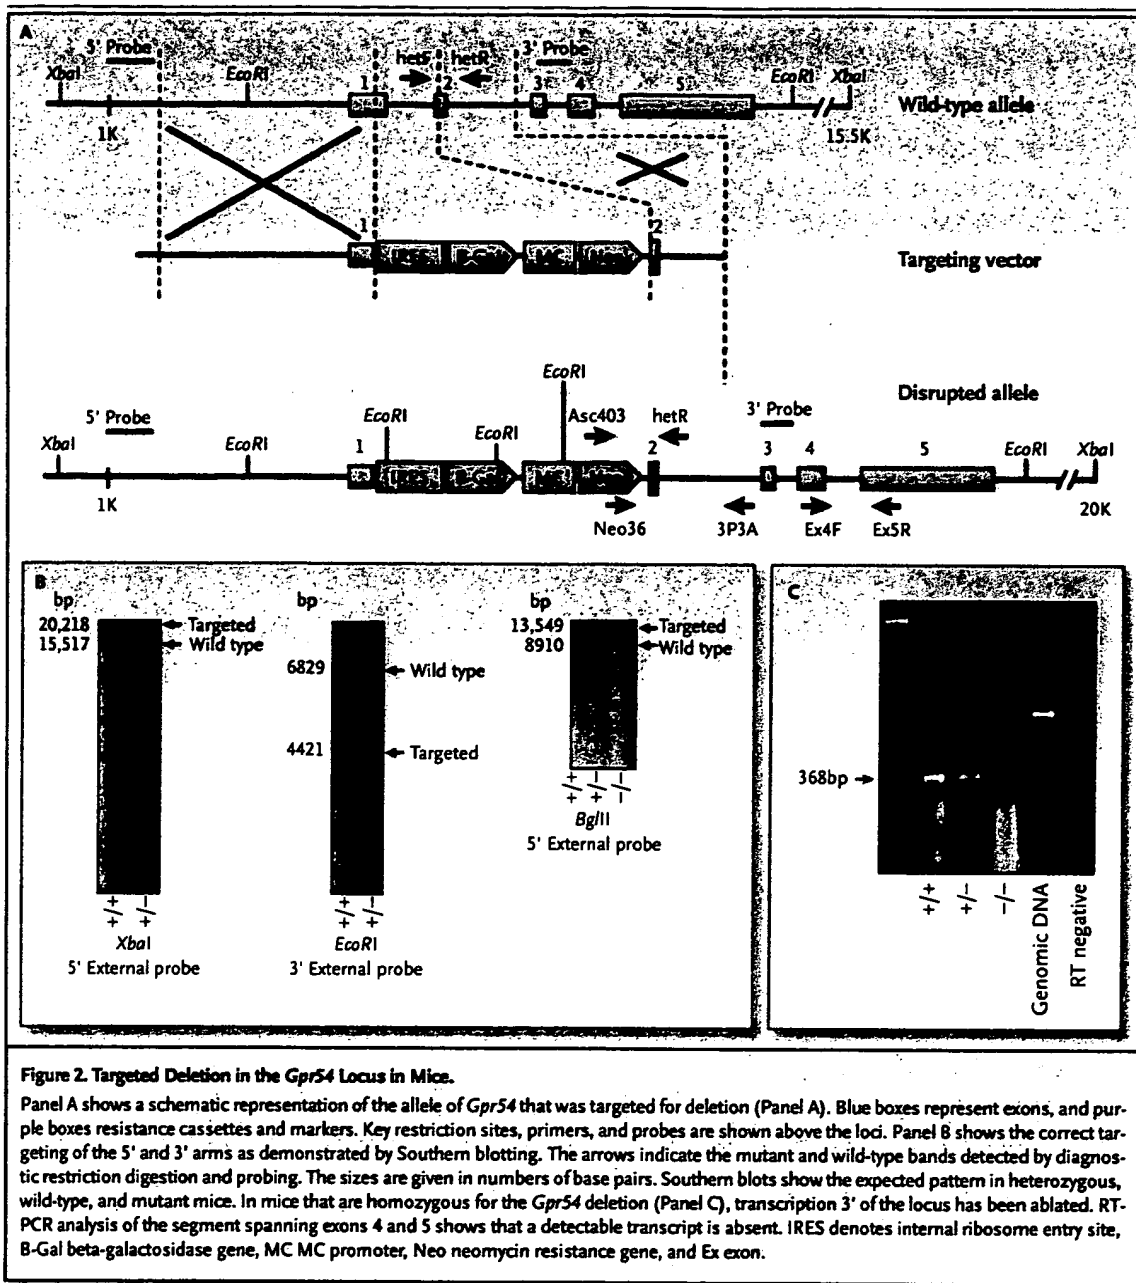 A
5' Probe
hetF hetR
3' Probe
XbaI EcoRI 1 2 3 4 5 EcoRI XbaI
Wild-type allele
1K 15.5K
1 IRES B-Gal MC Neo 2
Targeting vector
EcoRI
Disrupted allele
5' Probe EcoRI Asc403 hetR 3' Probe
XbaI EcoRI 1 EcoRI 2 3 4 5 EcoRI XbaI
IRES B-Gal MC
1K 20K
Neo36 3P3A Ex4F Ex5R
B
bp
20,218 Targeted
15,517 Wild type
+/+ +/-
XbaI
5' External probe
bp
6829 Wild type
4421 Targeted
+/+ +/-
EcoRI
3' External probe
bp
13,549 Targeted
8910 Wild type
+/+ +/- -/-
BglII
5' External probe
C
368bp
+/+ +/- -/- Genomic DNA RT negative
Figure 2. Targeted Deletion in the Gpr54 Locus in Mice.
Panel A shows a schematic representation of the allele of Gpr54 that was targeted for deletion (Panel A). Blue boxes represent exons, and pur-
ple boxes resistance cassettes and markers. Key restriction sites, primers, and probes are shown above the loci. Panel B shows the correct tar-
geting of the 5' and 3' arms as demonstrated by Southern blotting. The arrows indicate the mutant and wild-type bands detected by diagnos-
tic restriction digestion and probing. The sizes are given in numbers of base pairs. Southern blots show the expected pattern in heterozygous,
wild-type, and mutant mice. In mice that are homozygous for the Gpr54 deletion (Panel C), transcription 3' of the locus has been ablated. RT-
PCR analysis of the segment spanning exons 4 and 5 shows that a detectable transcript is absent. IRES denotes internal ribosome entry site,
B-Gal beta-galactosidase gene, MC MC promoter, Neo neomycin resistance gene, and Ex exon.